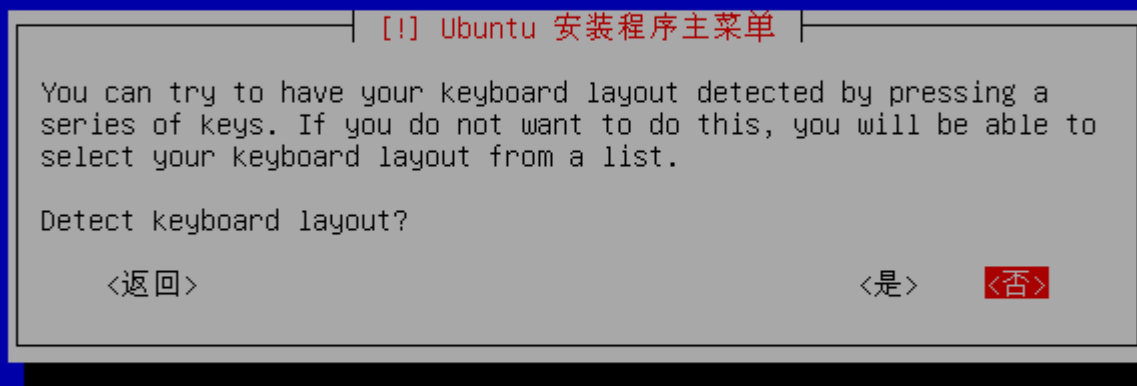 [!] Ubuntu 安装程序主菜单
You can try to have your keyboard layout detected by pressing a
series of keys. If you do not want to do this, you will be able to
select your keyboard layout from a list.
Detect keyboard layout?
<返回> <是> <否>